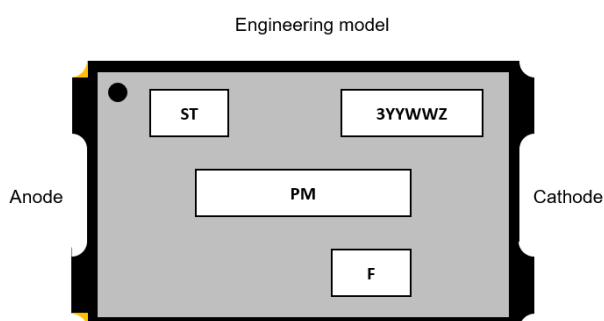 Engineering model
ST
3YYWWZ
Anode
PM
Cathode
F